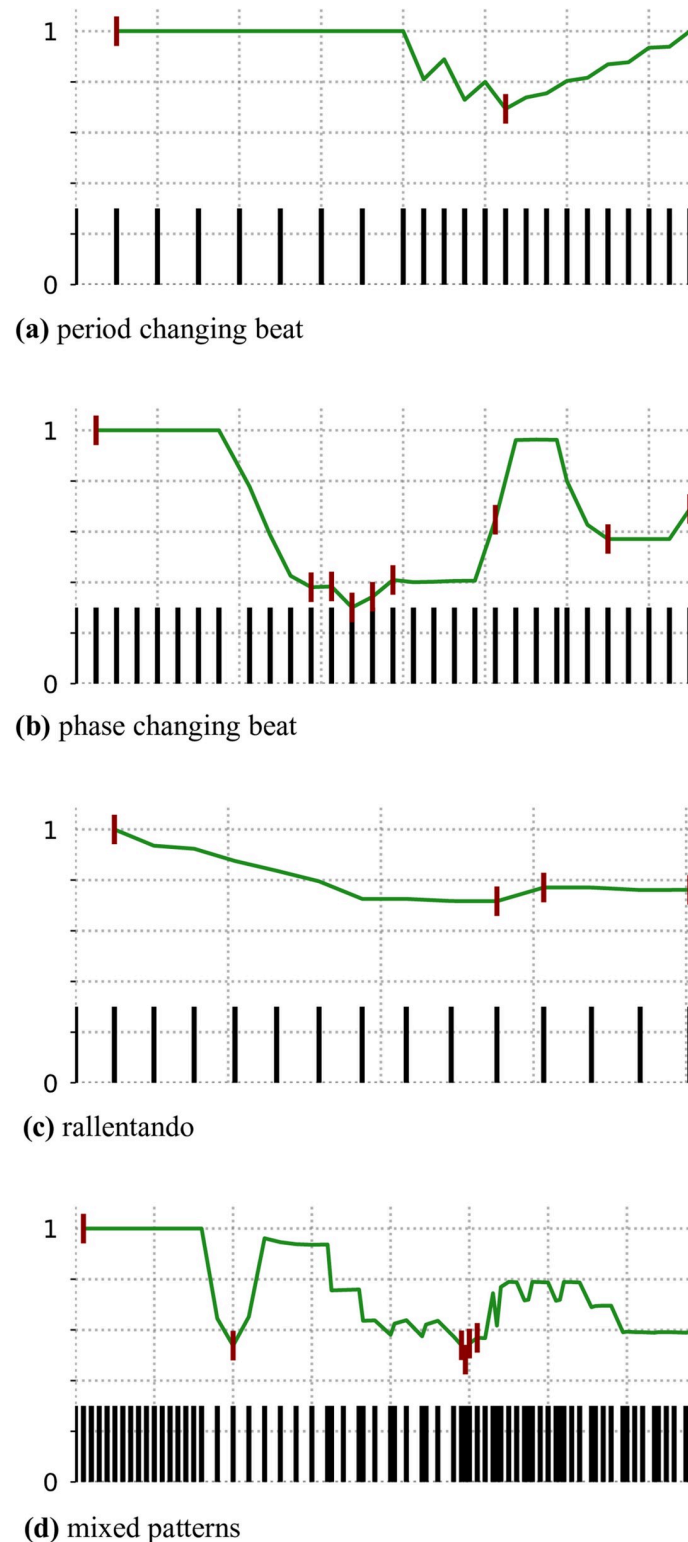 1
0
(a) period changing beat
1
0
(b) phase changing beat
1
0
(c) rallentando
1
0
(d) mixed patterns